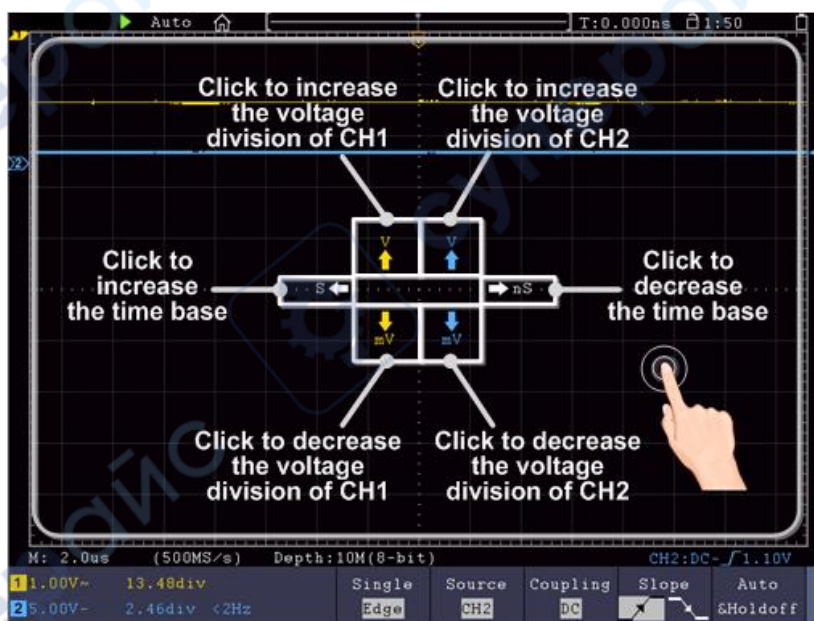 Auto
T:0.000ns
1:50
Click to increase
the voltage
division of CH1
Click to increase
the voltage
division of CH2
2
V
V
Click to
increase
the time base
S
nS
Click to
decrease
the time base
mV
mV
Click to decrease
the voltage
division of CH1
Click to decrease
the voltage
division of CH2
M: 2.0us (500MS/s) Depth:10M(8-bit)
CH2:DC- 1.10V
1 1.00V~ 13.48div
2 5.00V- 2.46div <2Hz
Single
Edge
Source
CH2
Coupling
DC
Slope
Auto
&Holdoff